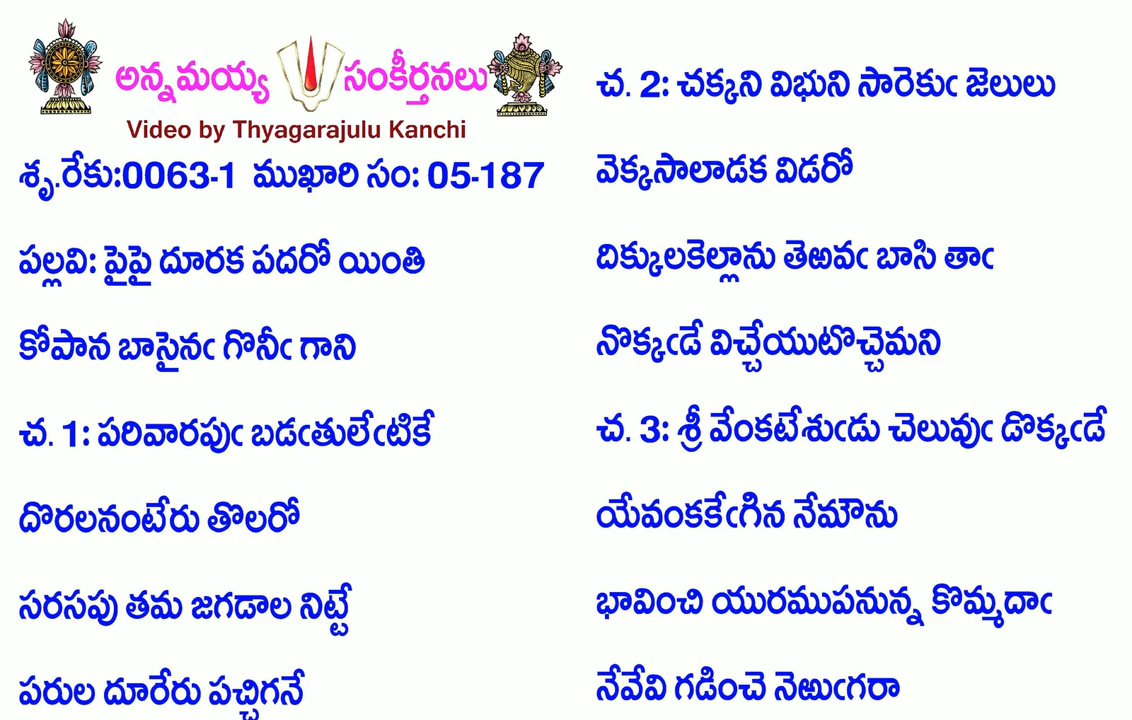 అన్నమయ్య సంకీర్తనలు
Video by Thyagarajulu Kanchi
శృ.రేకు:0063-1 ముఖారి సం: 05-187
పల్లవి: పైపై దూరక పదరో యింతి
కోపాన బాసైనఁ గొనీఁ గాని
చ. 1: పరివారపుఁ బడఁతులేఁటికే
దొరలనంటేరు తొలరో
సరసపు తమ జగడాల నిట్టే
పరుల దూరేరు పచ్చిగనే
చ. 2: చక్కని విభుని సారెకుఁ జెలులు
వెక్కసాలాడక విడరో
దిక్కులకెల్లాను తెఱవఁ బాసి తాఁ
నొక్కఁడే విచ్చేయుటొచ్చెమని
చ. 3: శ్రీ వేంకటేశుఁడు చెలువుఁ డొక్కఁడే
యేవంకకేఁగిన నేమౌను
భావించి యురముపనున్న కొమ్మదాఁ
నేవేవి గడించె నెఱుఁగరా